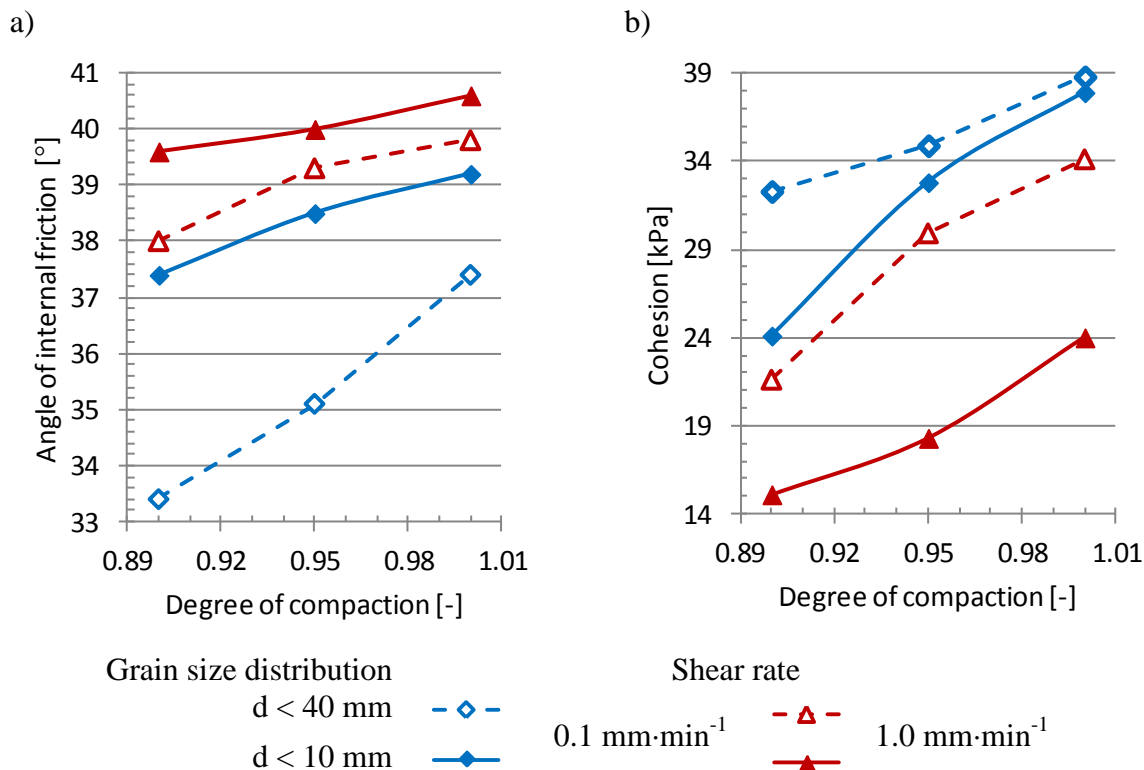 a)
41
40
39
38
37
36
35
34
33
0.89 0.92 0.95 0.98 1.01
Angle of internal friction [°]
Degree of compaction [-]
b)
39
34
29
24
19
14
0.89 0.92 0.95 0.98 1.01
Cohesion [kPa]
Degree of compaction [-]
Grain size distribution Shear rate
d < 40 mm
d < 10 mm
0.1 mm·min⁻¹ 1.0 mm·min⁻¹